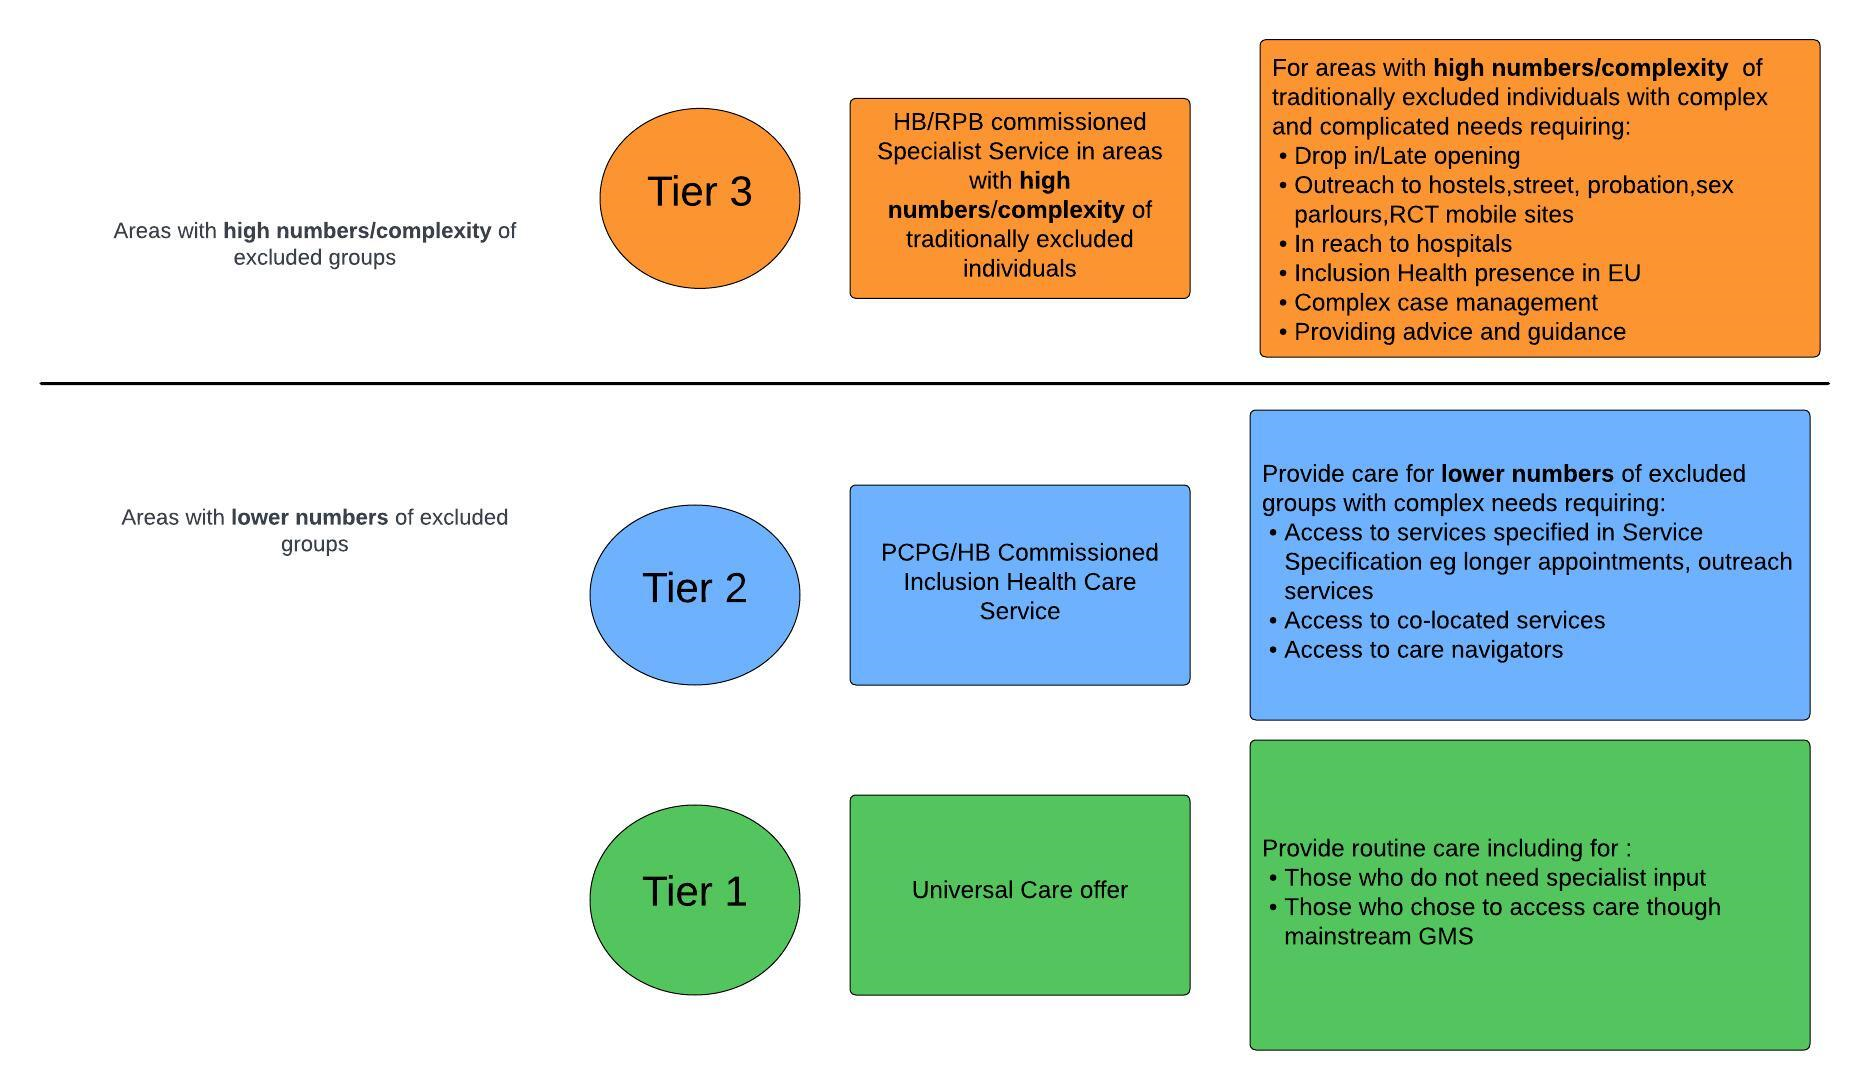 Areas with high numbers/complexity of
excluded groups
Tier 3
HB/RPB commissioned
Specialist Service in areas
with high
numbers/complexity of
traditionally excluded
individuals
For areas with high numbers/complexity  of
traditionally excluded individuals with complex
and complicated needs requiring:
• Drop in/Late opening
• Outreach to hostels,street, probation,sex
parlours,RCT mobile sites
• In reach to hospitals
• Inclusion Health presence in EU
• Complex case management
• Providing advice and guidance
Areas with lower numbers of excluded
groups
Tier 2
PCPG/HB Commissioned
Inclusion Health Care
Service
Provide care for lower numbers of excluded
groups with complex needs requiring:
• Access to services specified in Service
Specification eg longer appointments, outreach
services
• Access to co-located services
• Access to care navigators
Tier 1
Universal Care offer
Provide routine care including for :
• Those who do not need specialist input
• Those who chose to access care though
mainstream GMS